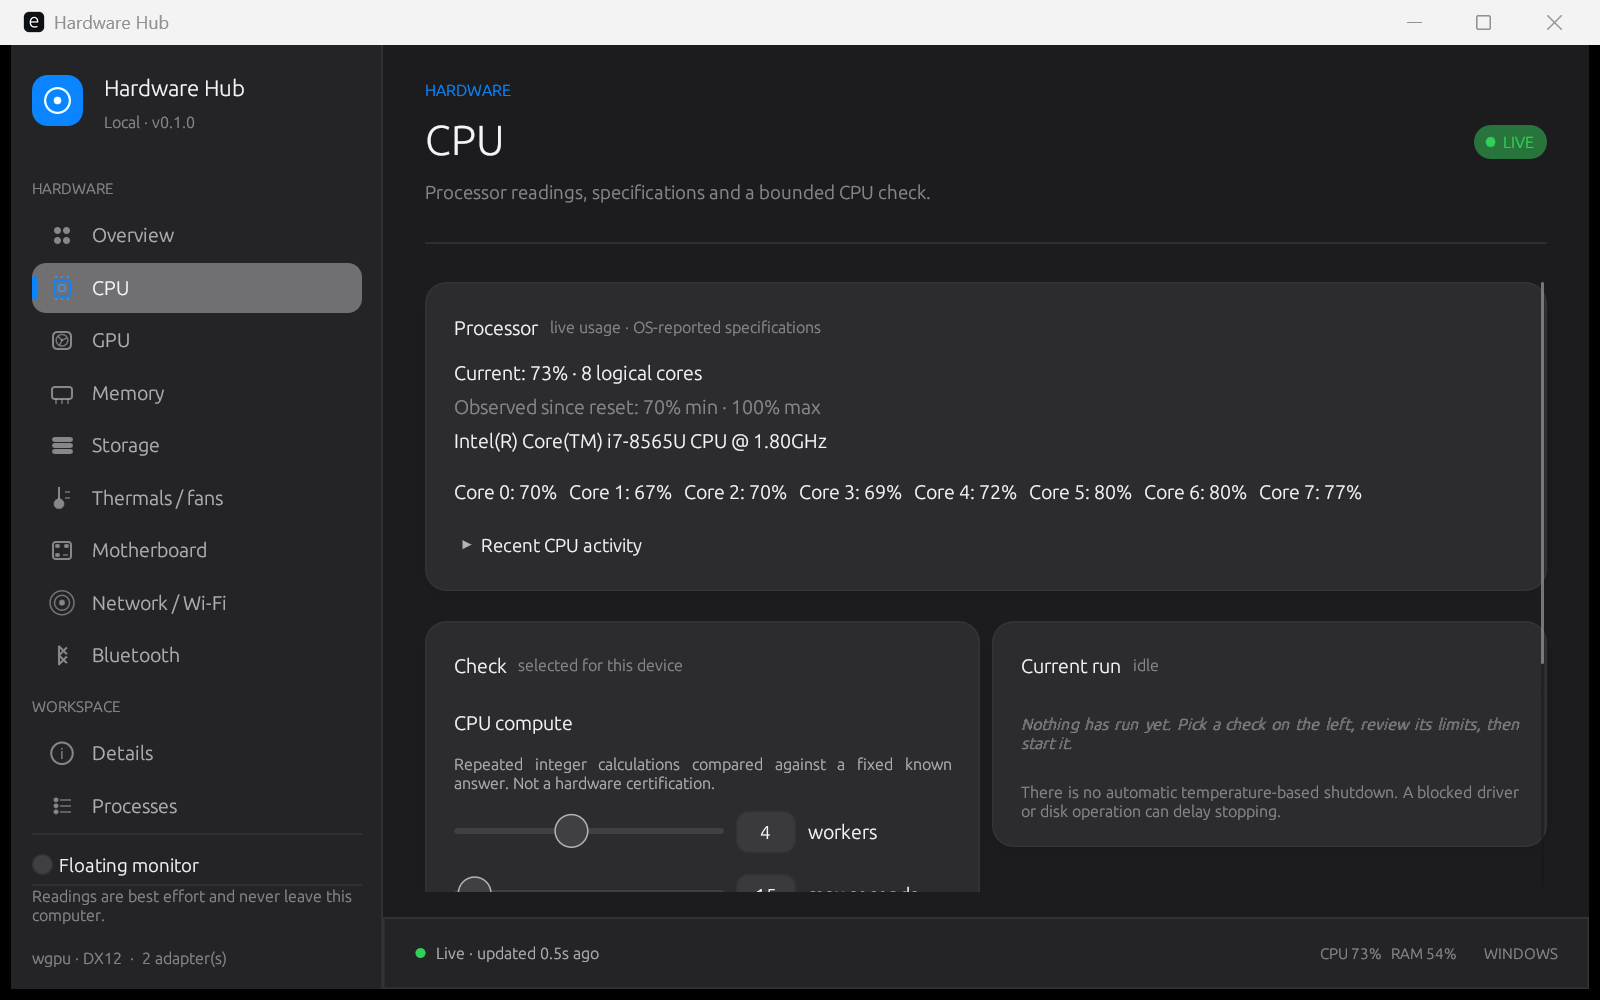 e Hardware Hub
Hardware Hub
Local · v0.1.0
HARDWARE
Overview
CPU
GPU
Memory
Storage
Thermals / fans
Motherboard
Network / Wi-Fi
Bluetooth
WORKSPACE
Details
Processes
Floating monitor
Readings are best effort and never leave this
computer.
wgpu · DX12 · 2 adapter(s)
HARDWARE
CPU
LIVE
Processor readings, specifications and a bounded CPU check.
Processor live usage · OS-reported specifications
Current: 73% · 8 logical cores
Observed since reset: 70% min · 100% max
Intel(R) Core(TM) i7-8565U CPU @ 1.80GHz
Core 0: 70% Core 1: 67% Core 2: 70% Core 3: 69% Core 4: 72% Core 5: 80% Core 6: 80% Core 7: 77%
Recent CPU activity
Check selected for this device
CPU compute
Repeated integer calculations compared against a fixed known
answer. Not a hardware certification.
4 workers
Current run idle
Nothing has run yet. Pick a check on the left, review its limits, then
start it.
There is no automatic temperature-based shutdown. A blocked driver
or disk operation can delay stopping.
Live · updated 0.5s ago
CPU 73% RAM 54% WINDOWS